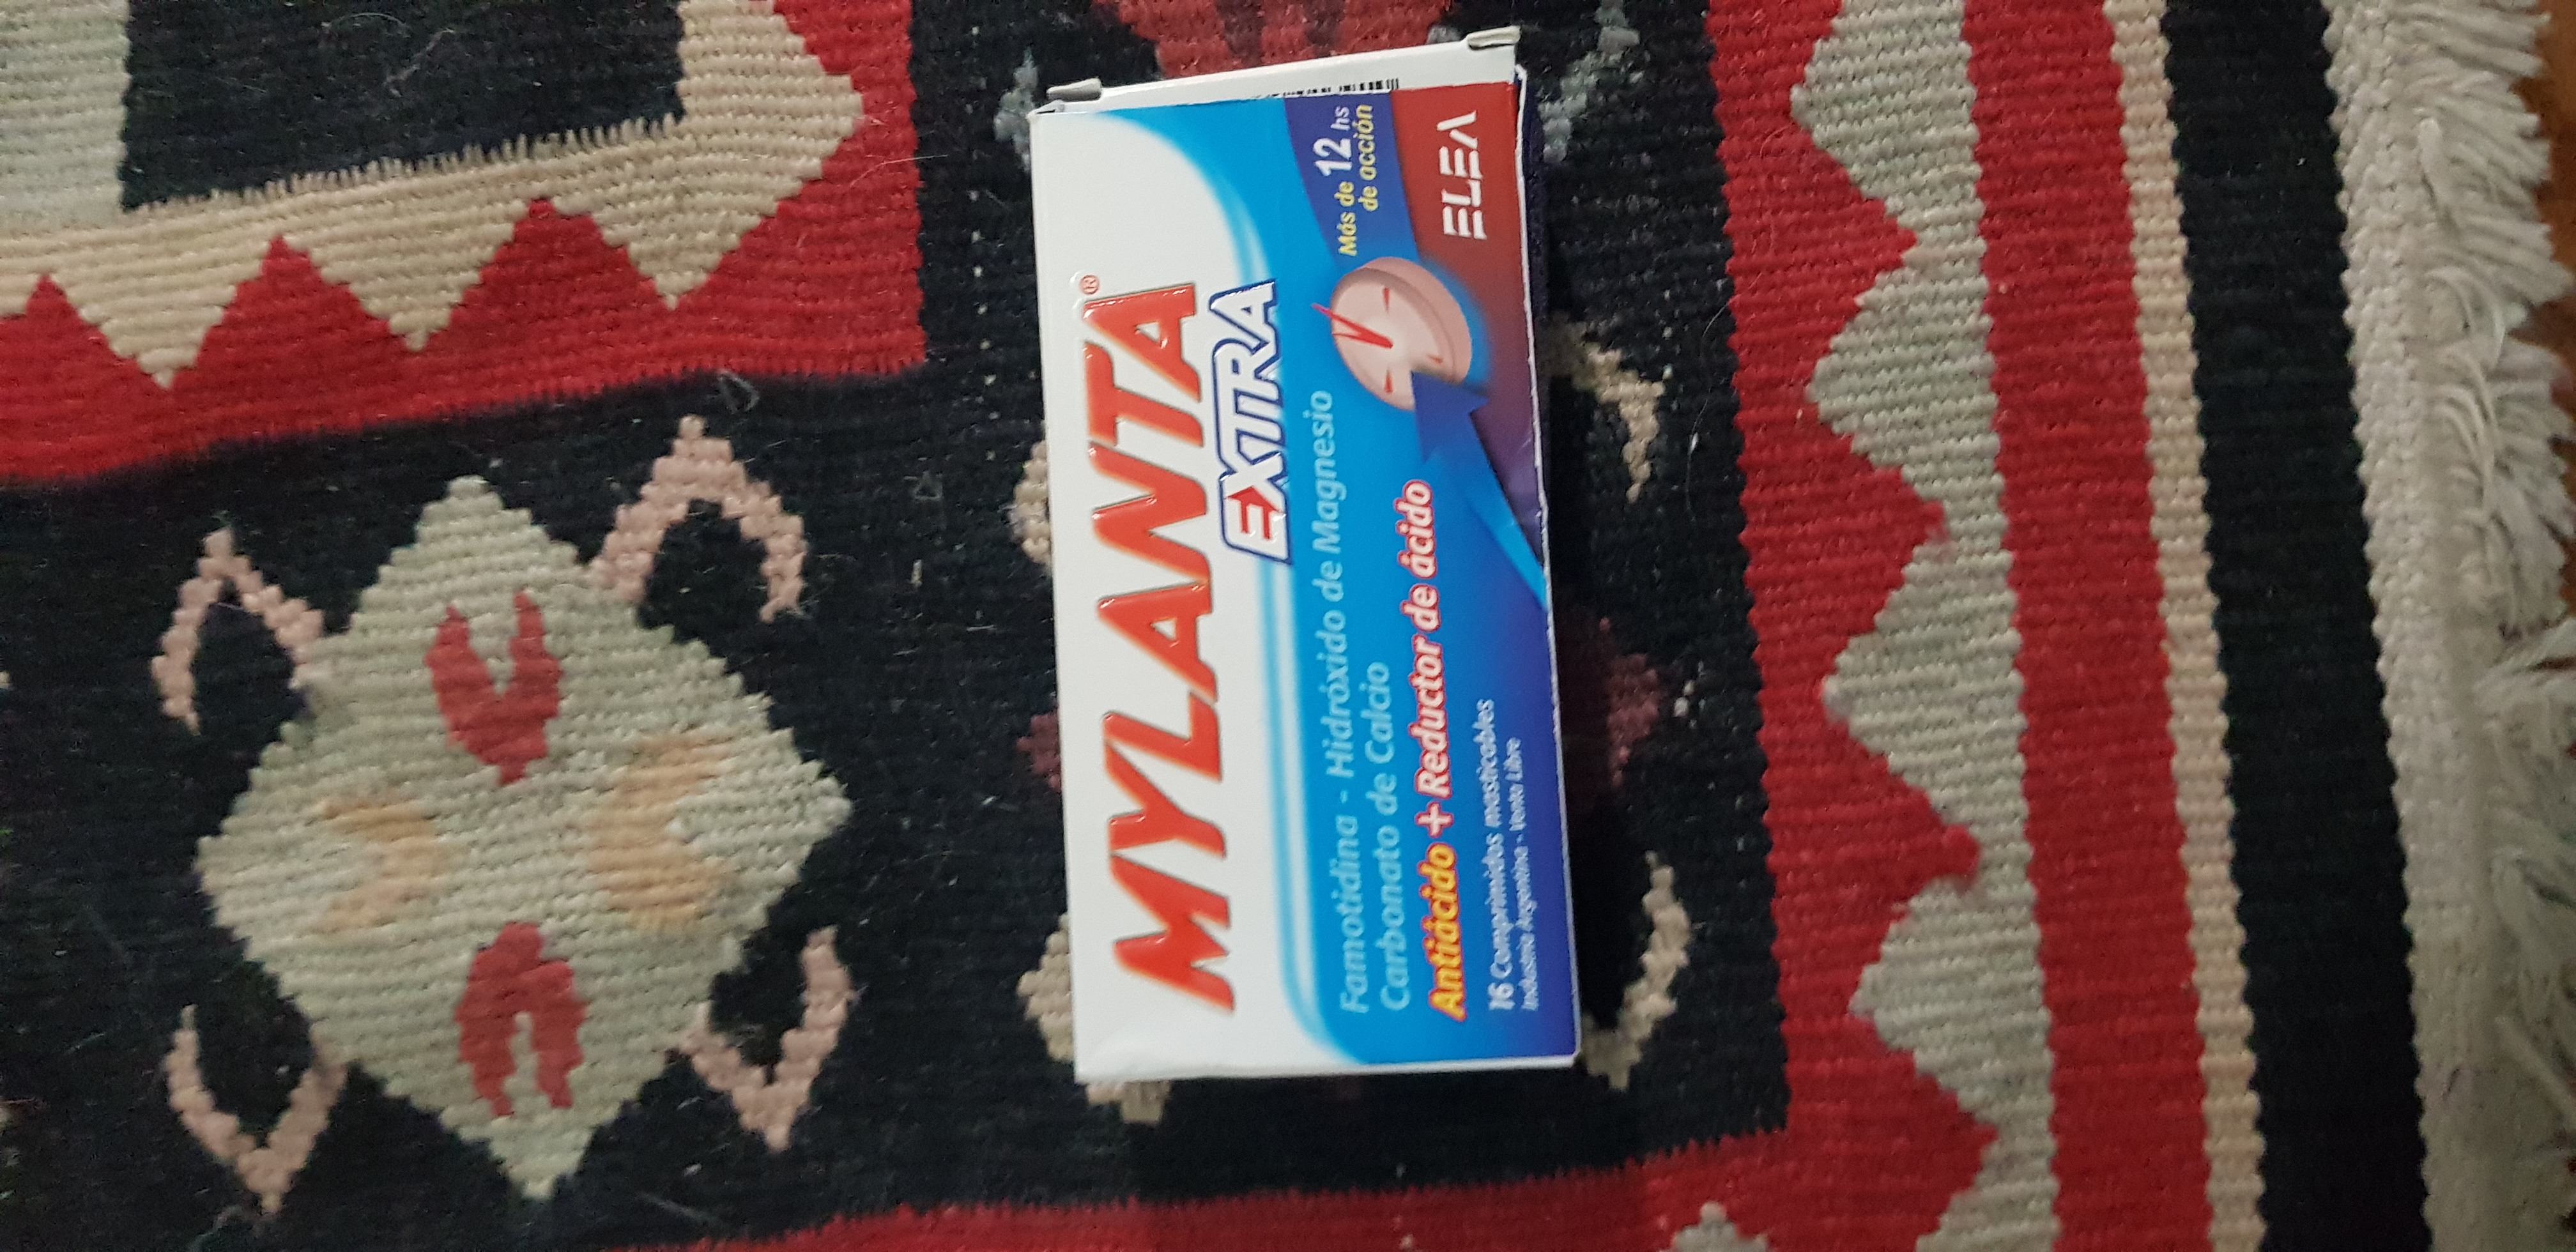 MYLANTA®
EXTRA
Famotidina - Hidróxido de Magnesio
Carbonato de Calcio
Antiácido + Reductor de ácido
16 Comprimidos masticables
Industria Argentina - Venta Libre
Más de 12 hs
de acción
ELEA